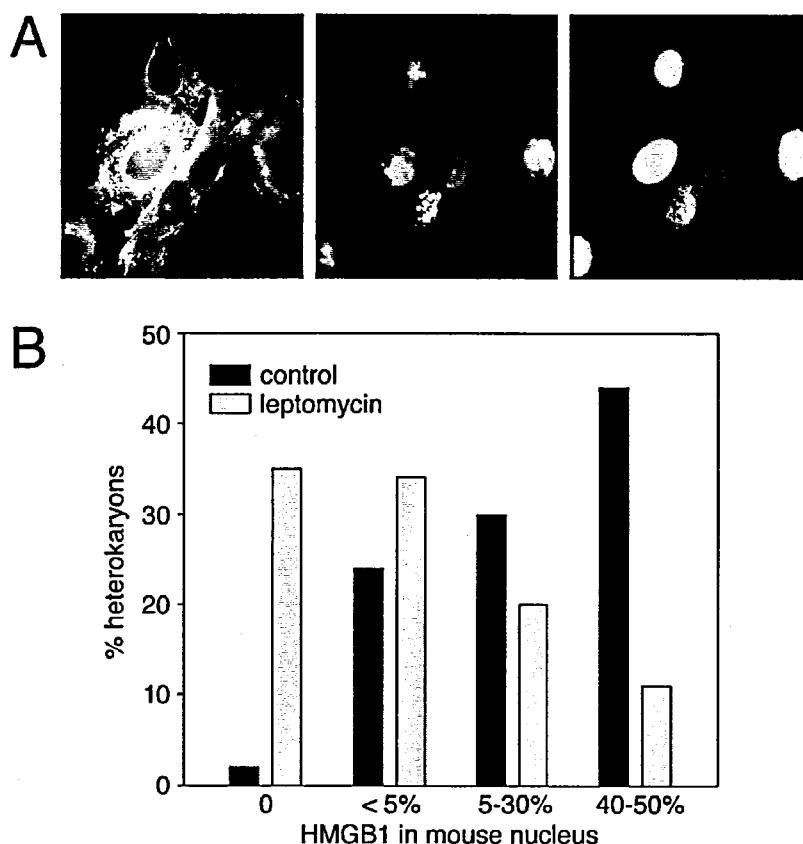 A
B
50
40
30
20
10
0
% heterokaryons
control
leptomycin
0 < 5% 5-30% 40-50%
HMGB1 in mouse nucleus